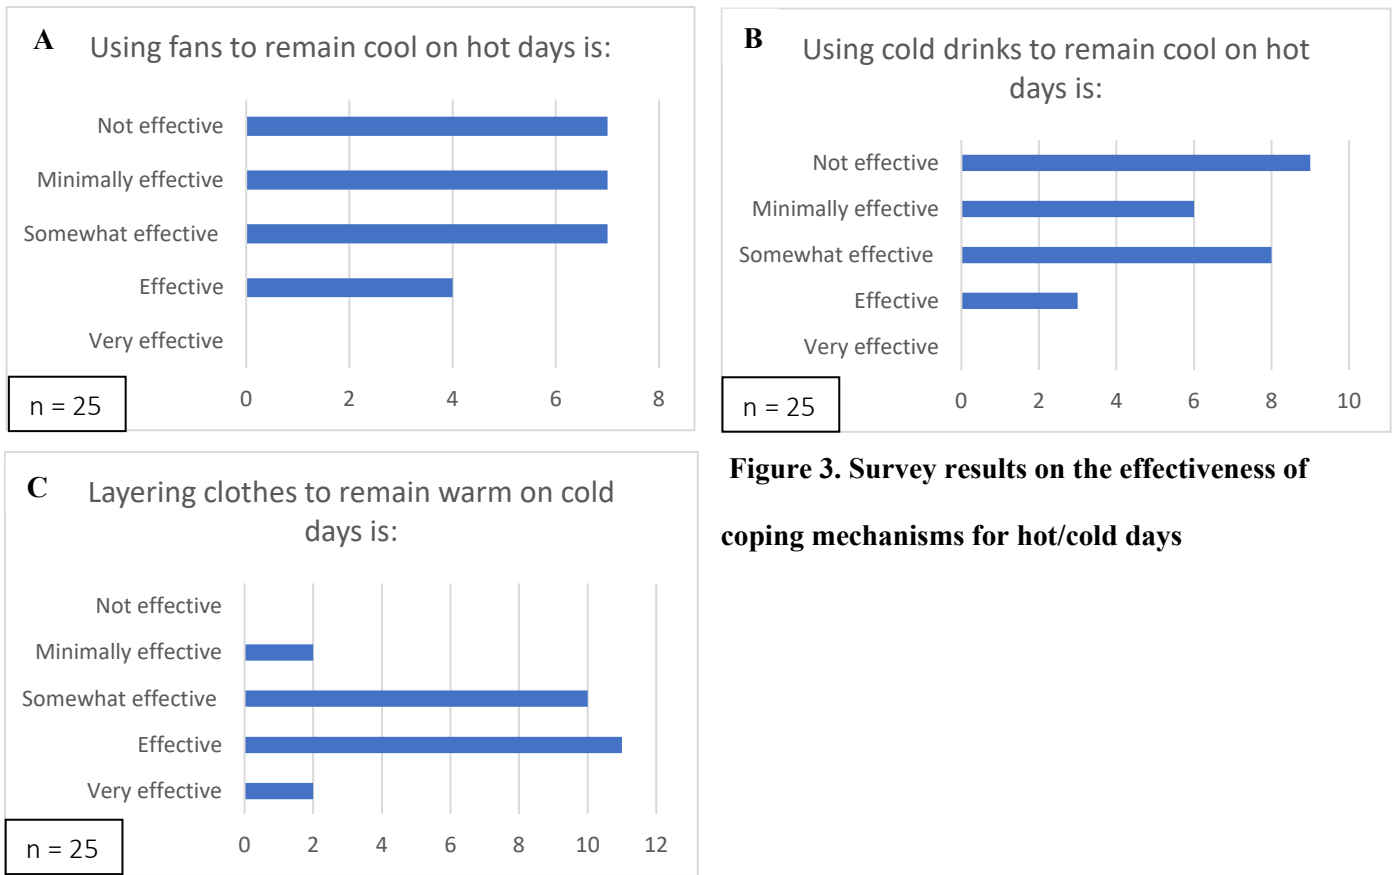 A
Using fans to remain cool on hot days is:
Not effective
Minimally effective
Somewhat effective
Effective
Very effective
0 2 4 6 8
n = 25
B
Using cold drinks to remain cool on hot
days is:
Not effective
Minimally effective
Somewhat effective
Effective
Very effective
0 2 4 6 8 10
n = 25
C
Layering clothes to remain warm on cold
days is:
Not effective
Minimally effective
Somewhat effective
Effective
Very effective
0 2 4 6 8 10 12
n = 25
Figure 3. Survey results on the effectiveness of
coping mechanisms for hot/cold days